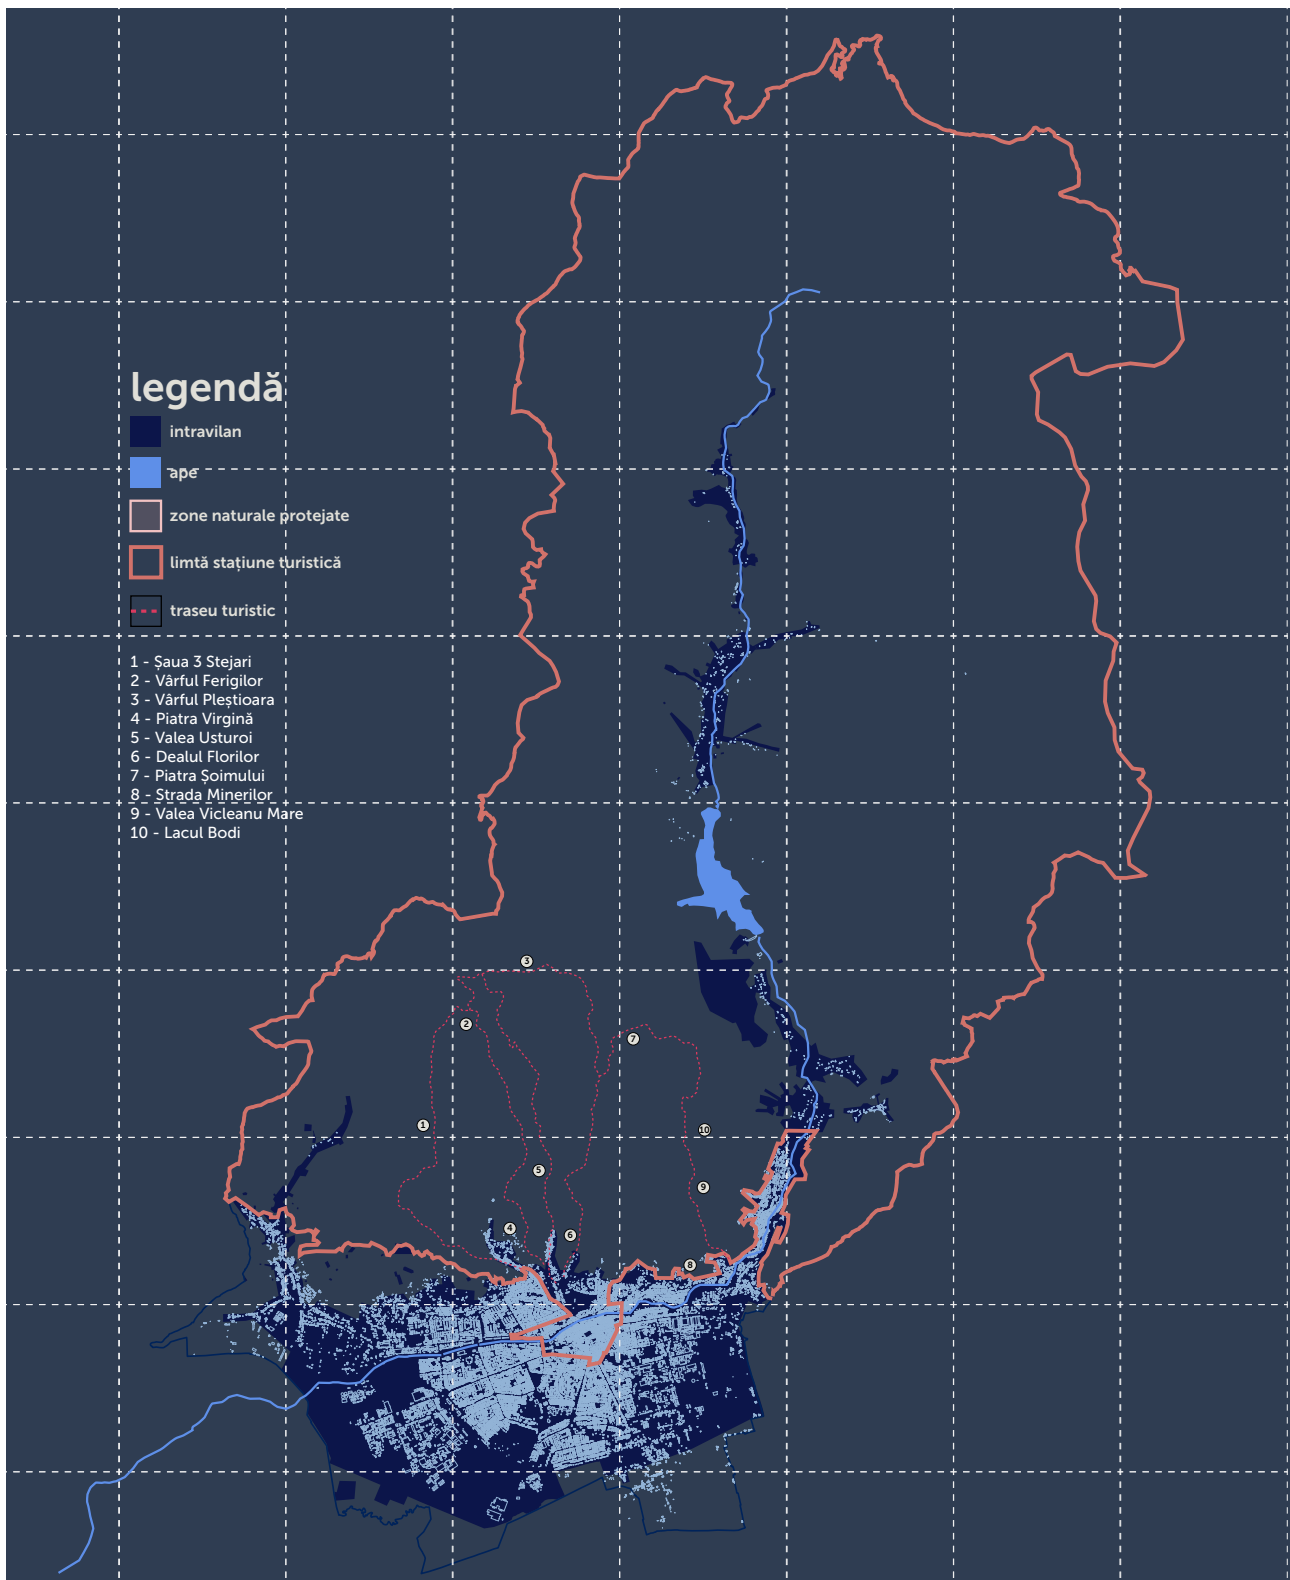 legendă
intravilan
ape
zone naturale protejate
limtă stațiune turistică
traseu turistic
1 - Șaua 3 Stejari
2 - Vârful Ferigilor
3 - Vârful Pleștioara
4 - Piatra Virgină
5 - Valea Usturoi
6 - Dealul Florilor
7 - Piatra Șoimului
8 - Strada Minerilor
9 - Valea Vicleanu Mare
10 - Lacul Bodi
3
2
7
1
10
5
9
4
6
8